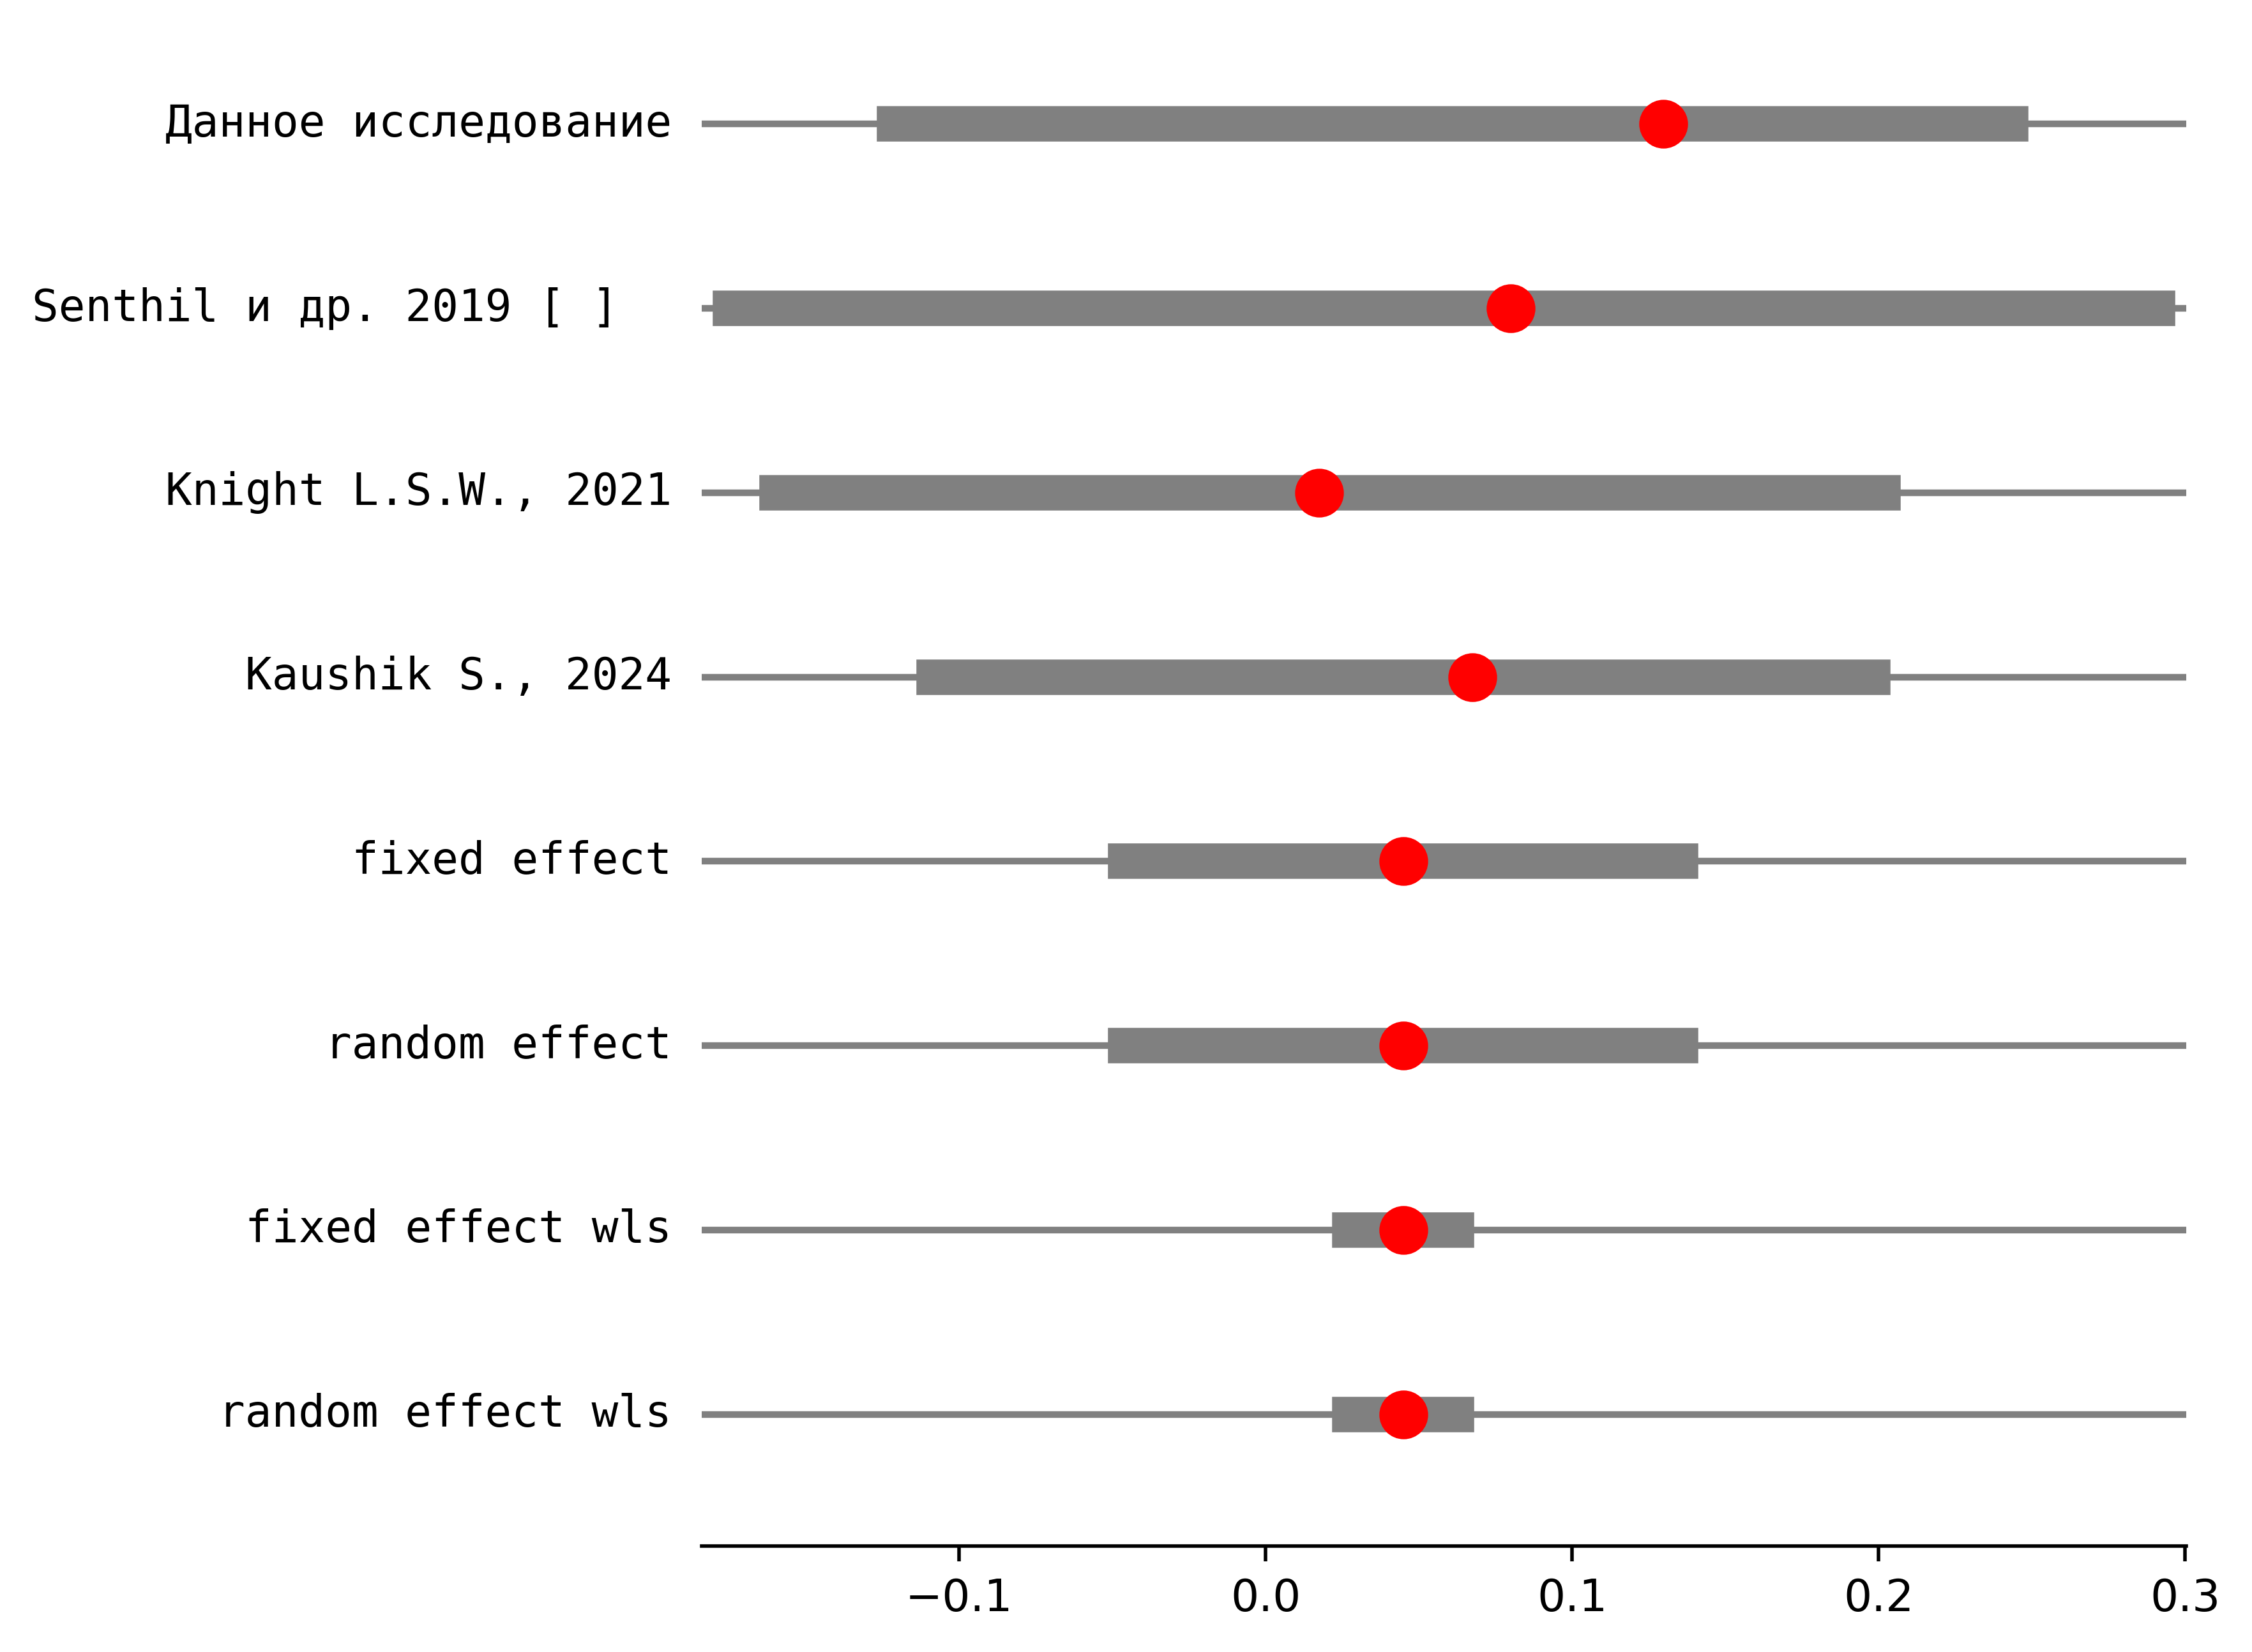 Данное исследование
Senthil и др. 2019 [ ]
Knight L.S.W., 2021
Kaushik S., 2024
fixed effect
random effect
fixed effect wls
random effect wls
−0.1 0.0 0.1 0.2 0.3